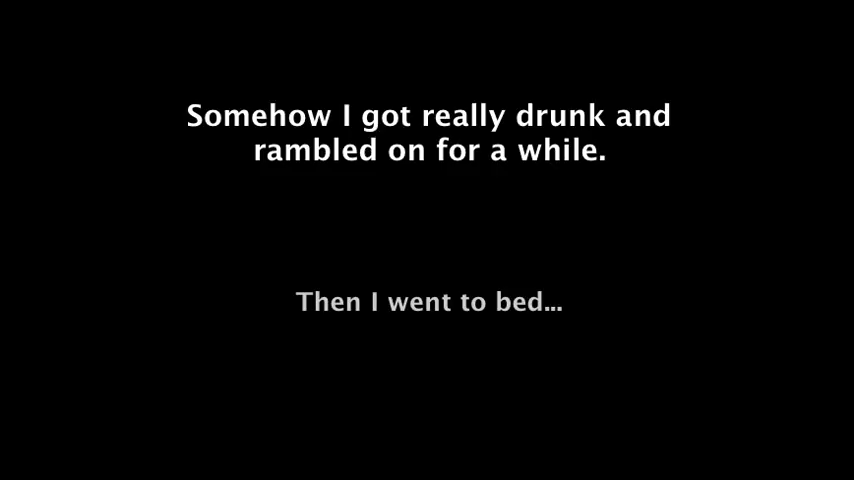 Somehow I got really drunk and
rambled on for a while.
Then I went to bed...